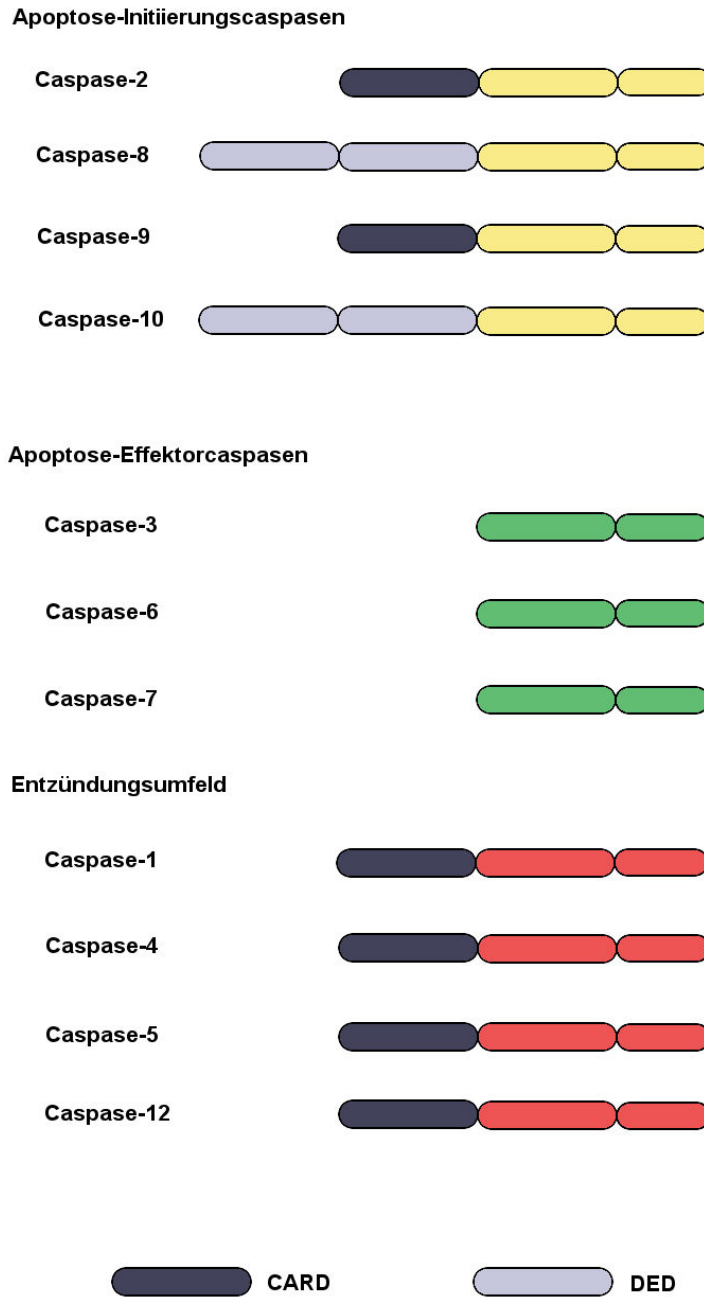 Apoptose-Initiierungscaspasen
Caspase-2
Caspase-8
Caspase-9
Caspase-10
Apoptose-Effektorcaspasen
Caspase-3
Caspase-6
Caspase-7
Entzündungsumfeld
Caspase-1
Caspase-4
Caspase-5
Caspase-12
CARD DED